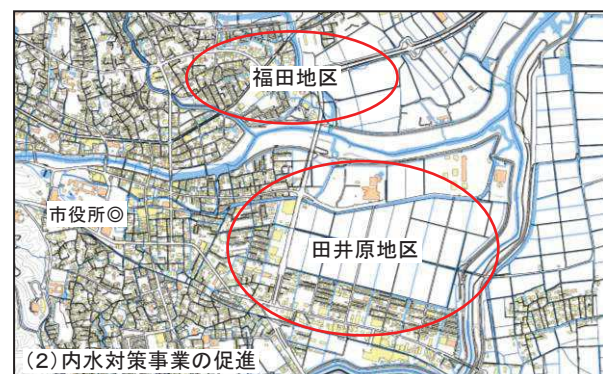 福田地区
市役所◎
田井原地区
(2)内水対策事業の促進